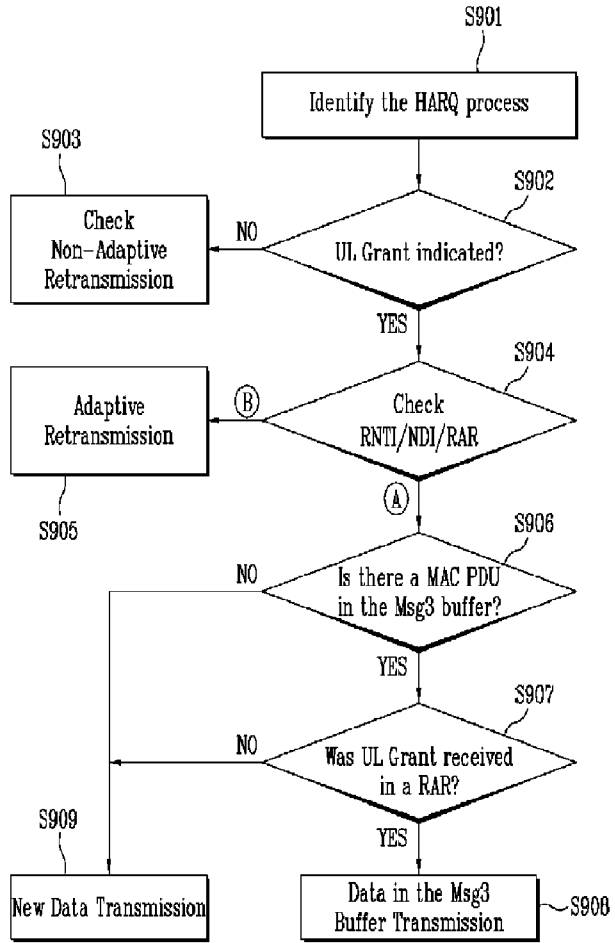 S901
Identify the HARQ process
S903
S902
Check
Non-Adaptive
Retransmission
NO
UL Grant indicated?
YES
S904
Adaptive
Retransmission
B
Check
RNTI/NDI/RAR
S905
A
S906
NO
Is there a MAC PDU
in the Msg3 buffer?
YES
S907
NO
Was UL Grant received
in a RAR?
S909
YES
New Data Transmission
Data in the Msg3
Buffer Transmission
S908